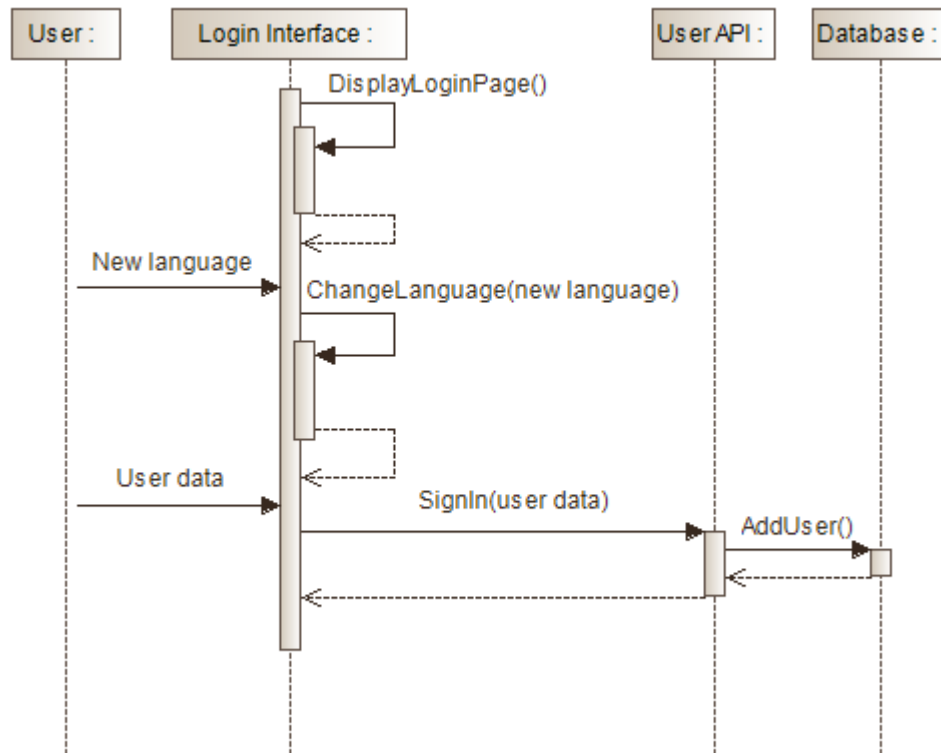 User :
Login Interface :
User API :
Database :
DisplayLoginPage()
New language
ChangeLanguage(new language)
User data
SignIn(user data)
AddUser()